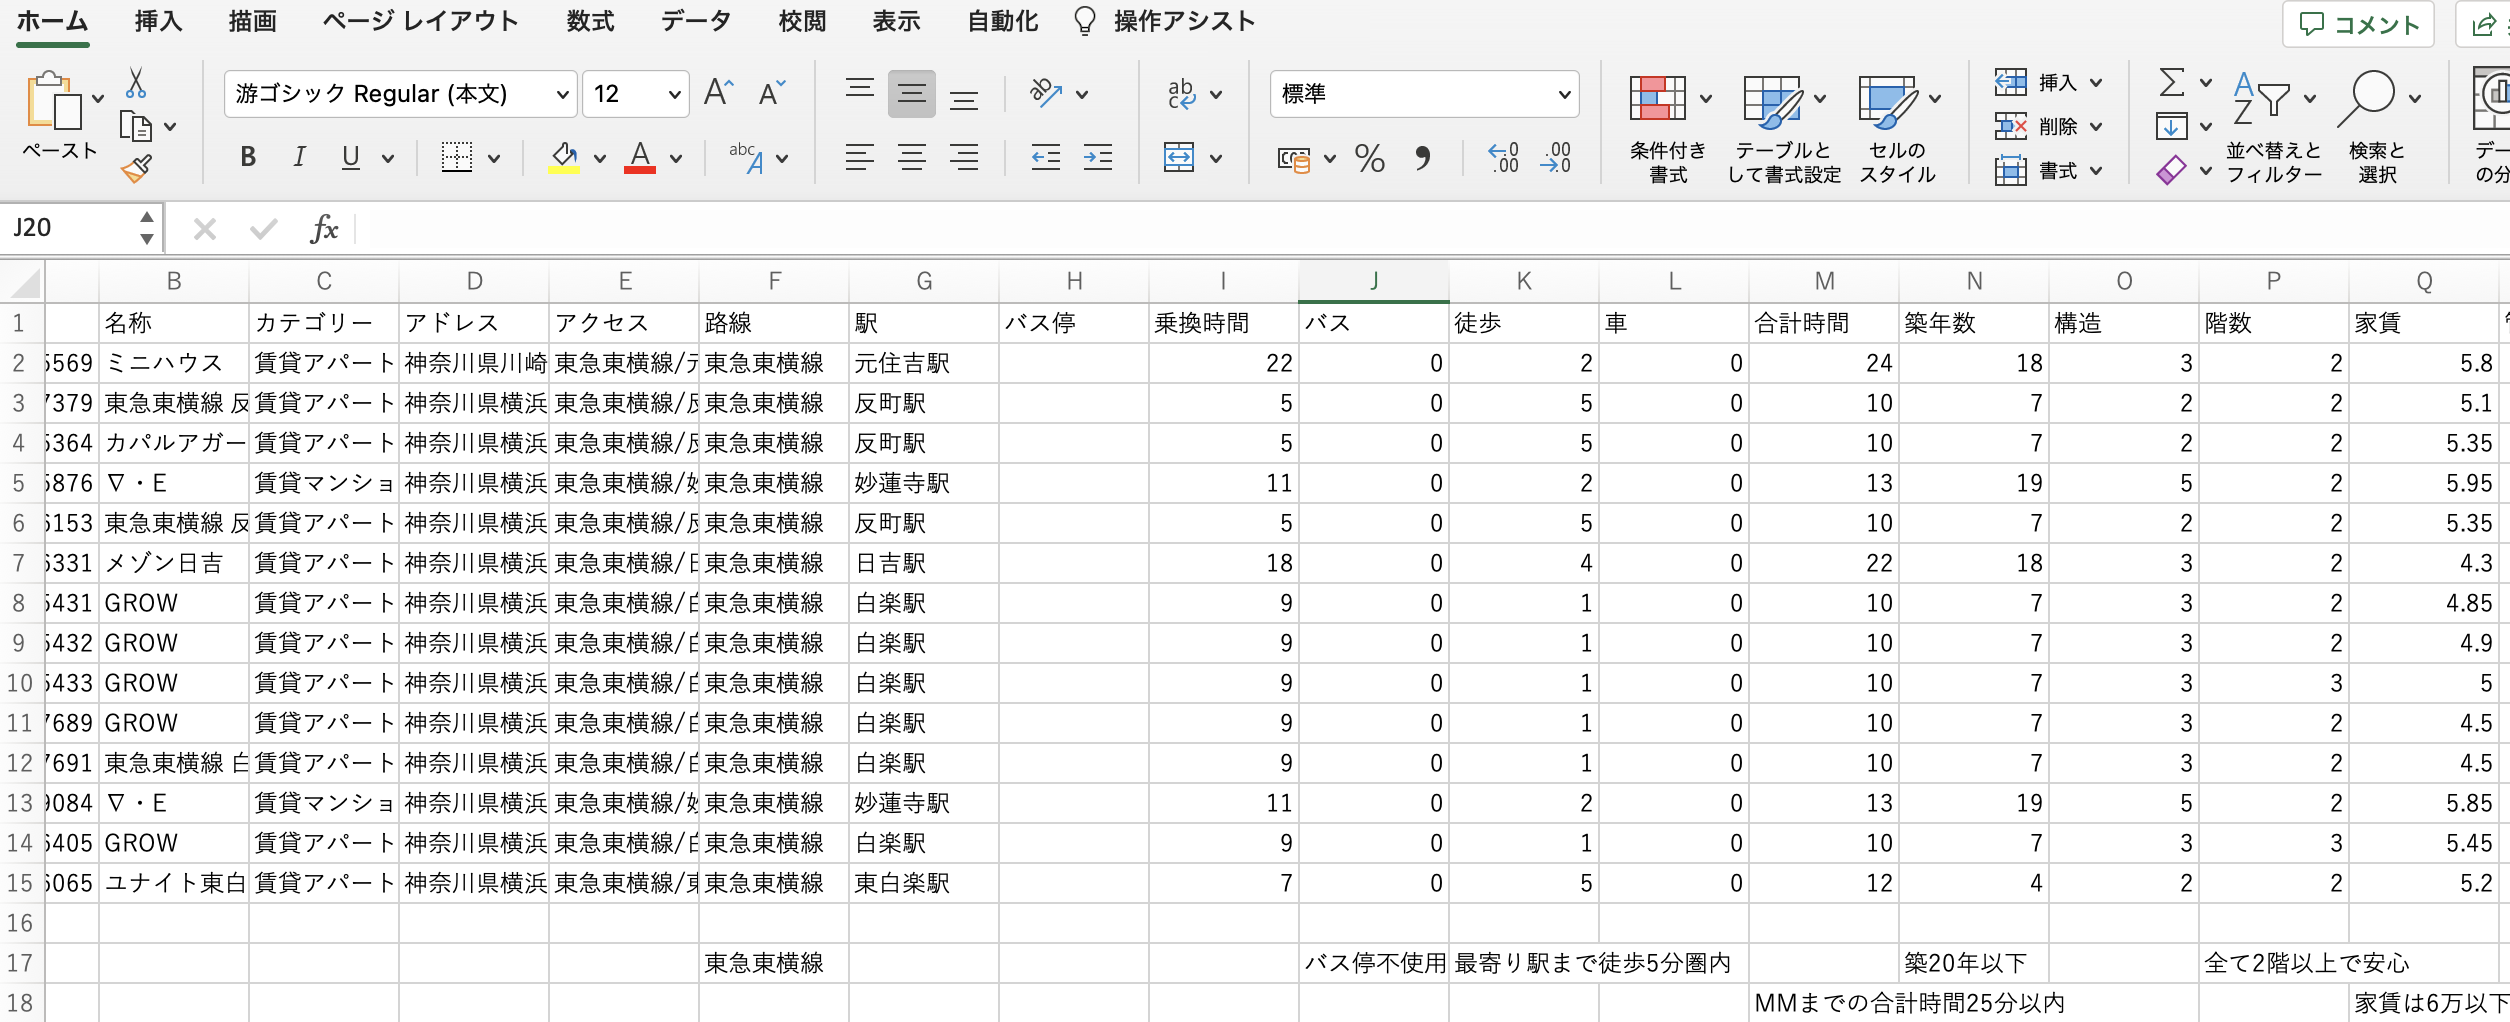 ホーム 挿入 描画 ページ レイアウト 数式 データ 校閲 表示 自動化 操作アシスト コメント
ペースト 游ゴシック Regular (本文) 12 標準 条件付き書式 テーブルとして書式設定 セルのスタイル 挿入 削除 書式 並べ替えとフィルター 検索と選択
J20 fx
B C D E F G H I J K L M N O P Q
1 名称 カテゴリー アドレス アクセス 路線 駅 バス停 乗換時間 バス 徒歩 車 合計時間 築年数 構造 階数 家賃
2 5569 ミニハウス 賃貸アパート 神奈川県川崎 東急東横線/元 東急東横線 元住吉駅 22 0 2 0 24 18 3 2 5.8
3 7379 東急東横線 反 賃貸アパート 神奈川県横浜 東急東横線/反 東急東横線 反町駅 5 0 5 0 10 7 2 2 5.1
4 5364 カパルアガー 賃貸アパート 神奈川県横浜 東急東横線/反 東急東横線 反町駅 5 0 5 0 10 7 2 2 5.35
5 5876 ∇・E 賃貸マンショ 神奈川県横浜 東急東横線/妙 東急東横線 妙蓮寺駅 11 0 2 0 13 19 5 2 5.95
6 6153 東急東横線 反 賃貸アパート 神奈川県横浜 東急東横線/反 東急東横線 反町駅 5 0 5 0 10 7 2 2 5.35
7 6331 メゾン日吉 賃貸アパート 神奈川県横浜 東急東横線/日 東急東横線 日吉駅 18 0 4 0 22 18 3 2 4.3
8 5431 GROW 賃貸アパート 神奈川県横浜 東急東横線/白 東急東横線 白楽駅 9 0 1 0 10 7 3 2 4.85
9 5432 GROW 賃貸アパート 神奈川県横浜 東急東横線/白 東急東横線 白楽駅 9 0 1 0 10 7 3 2 4.9
10 5433 GROW 賃貸アパート 神奈川県横浜 東急東横線/白 東急東横線 白楽駅 9 0 1 0 10 7 3 3 5
11 7689 GROW 賃貸アパート 神奈川県横浜 東急東横線/白 東急東横線 白楽駅 9 0 1 0 10 7 3 2 4.5
12 7691 東急東横線 白 賃貸アパート 神奈川県横浜 東急東横線/白 東急東横線 白楽駅 9 0 1 0 10 7 3 2 4.5
13 9084 ∇・E 賃貸マンショ 神奈川県横浜 東急東横線/妙 東急東横線 妙蓮寺駅 11 0 2 0 13 19 5 2 5.85
14 6405 GROW 賃貸アパート 神奈川県横浜 東急東横線/白 東急東横線 白楽駅 9 0 1 0 10 7 3 3 5.45
15 6065 ユナイト東白 賃貸アパート 神奈川県横浜 東急東横線/東 東急東横線 東白楽駅 7 0 5 0 12 4 2 2 5.2
16
17 東急東横線 バス停不使用 最寄り駅まで徒歩5分圏内 築20年以下 全て2階以上で安心
18 MMまでの合計時間25分以内 家賃は6万以下